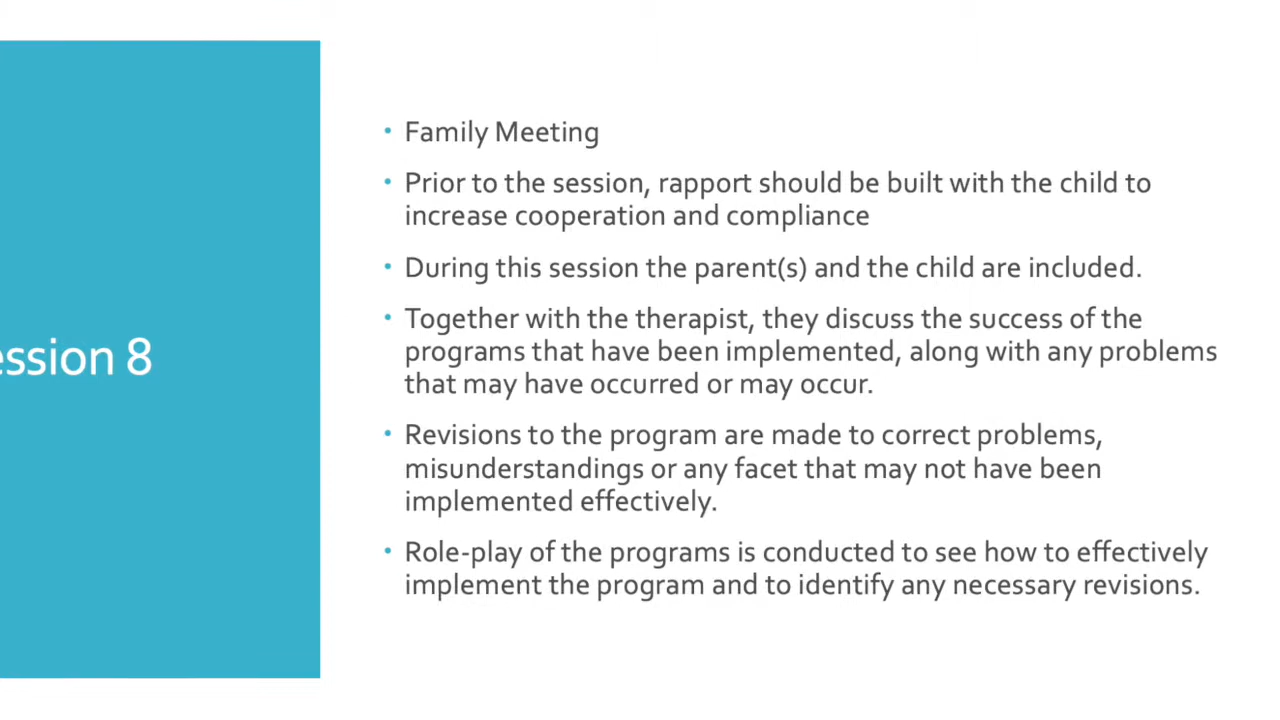 ession 8
• Family Meeting
• Prior to the session, rapport should be built with the child to
increase cooperation and compliance
• During this session the parent(s) and the child are included.
• Together with the therapist, they discuss the success of the
programs that have been implemented, along with any problems
that may have occurred or may occur.
• Revisions to the program are made to correct problems,
misunderstandings or any facet that may not have been
implemented effectively.
• Role-play of the programs is conducted to see how to effectively
implement the program and to identify any necessary revisions.